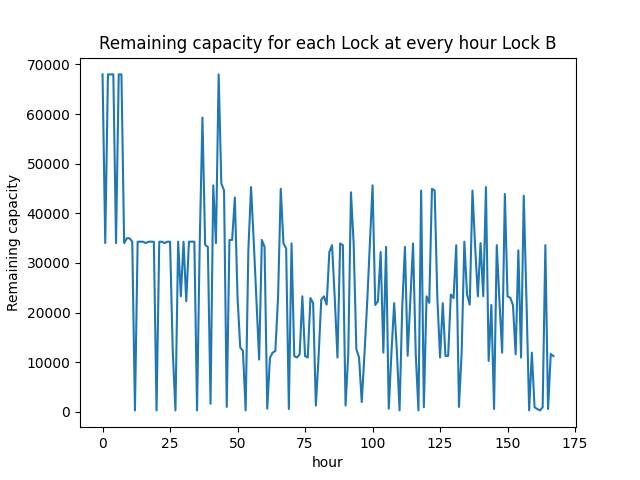 Remaining capacity for each Lock at every hour Lock B
70000
60000
50000
40000
30000
20000
10000
0
Remaining capacity
0 25 50 75 100 125 150 175
hour